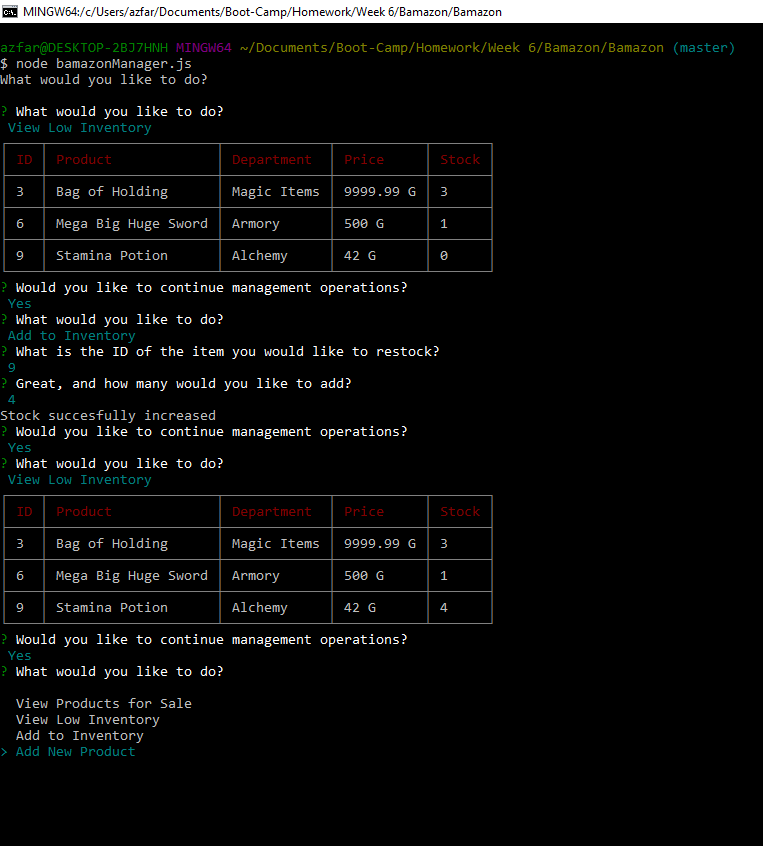 MINGW64:/c/Users/azfar/Documents/Boot-Camp/Homework/Week 6/Bamazon/Bamazon
azfar@DESKTOP-2BJ7HNH MINGW64 ~/Documents/Boot-Camp/Homework/Week 6/Bamazon/Bamazon (master)
$ node bamazonManager.js
What would you like to do?
? What would you like to do?
View Low Inventory
ID Product Department Price Stock
3 Bag of Holding Magic Items 9999.99 G 3
6 Mega Big Huge Sword Armory 500 G 1
9 Stamina Potion Alchemy 42 G 0
? Would you like to continue management operations?
Yes
? What would you like to do?
Add to Inventory
? What is the ID of the item you would like to restock?
9
? Great, and how many would you like to add?
4
Stock succesfully increased
? Would you like to continue management operations?
Yes
? What would you like to do?
View Low Inventory
ID Product Department Price Stock
3 Bag of Holding Magic Items 9999.99 G 3
6 Mega Big Huge Sword Armory 500 G 1
9 Stamina Potion Alchemy 42 G 4
? Would you like to continue management operations?
Yes
? What would you like to do?
View Products for Sale
View Low Inventory
Add to Inventory
> Add New Product